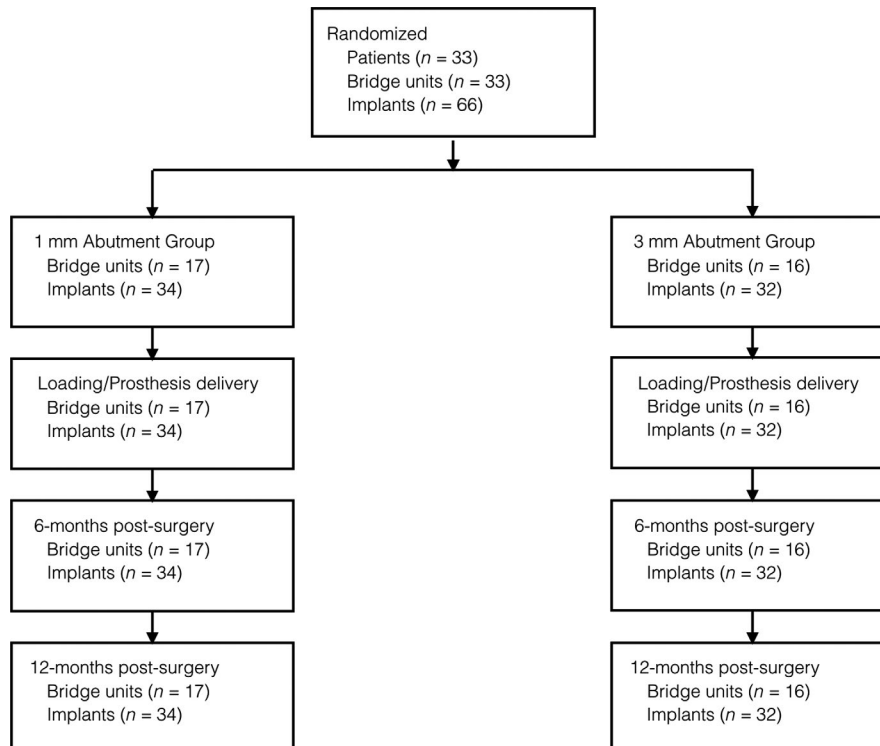 Randomized
Patients (n = 33)
Bridge units (n = 33)
Implants (n = 66)
1 mm Abutment Group
Bridge units (n = 17)
Implants (n = 34)
3 mm Abutment Group
Bridge units (n = 16)
Implants (n = 32)
Loading/Prosthesis delivery
Bridge units (n = 17)
Implants (n = 34)
Loading/Prosthesis delivery
Bridge units (n = 16)
Implants (n = 32)
6-months post-surgery
Bridge units (n = 17)
Implants (n = 34)
6-months post-surgery
Bridge units (n = 16)
Implants (n = 32)
12-months post-surgery
Bridge units (n = 17)
Implants (n = 34)
12-months post-surgery
Bridge units (n = 16)
Implants (n = 32)